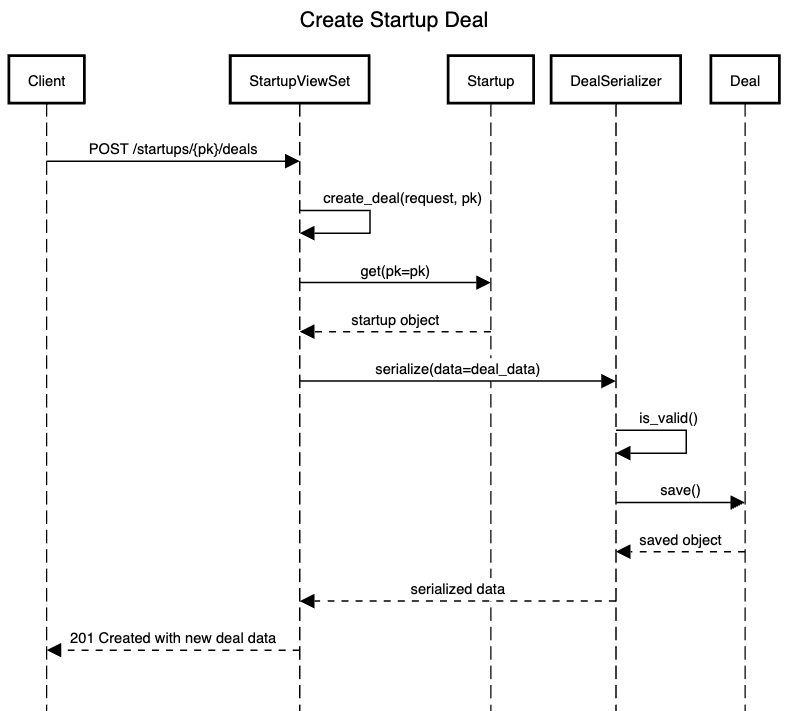 Create Startup Deal
Client
StartupViewSet
Startup
DealSerializer
Deal
POST /startups/{pk}/deals
create_deal(request, pk)
get(pk=pk)
startup object
serialize(data=deal_data)
is_valid()
save()
saved object
serialized data
201 Created with new deal data